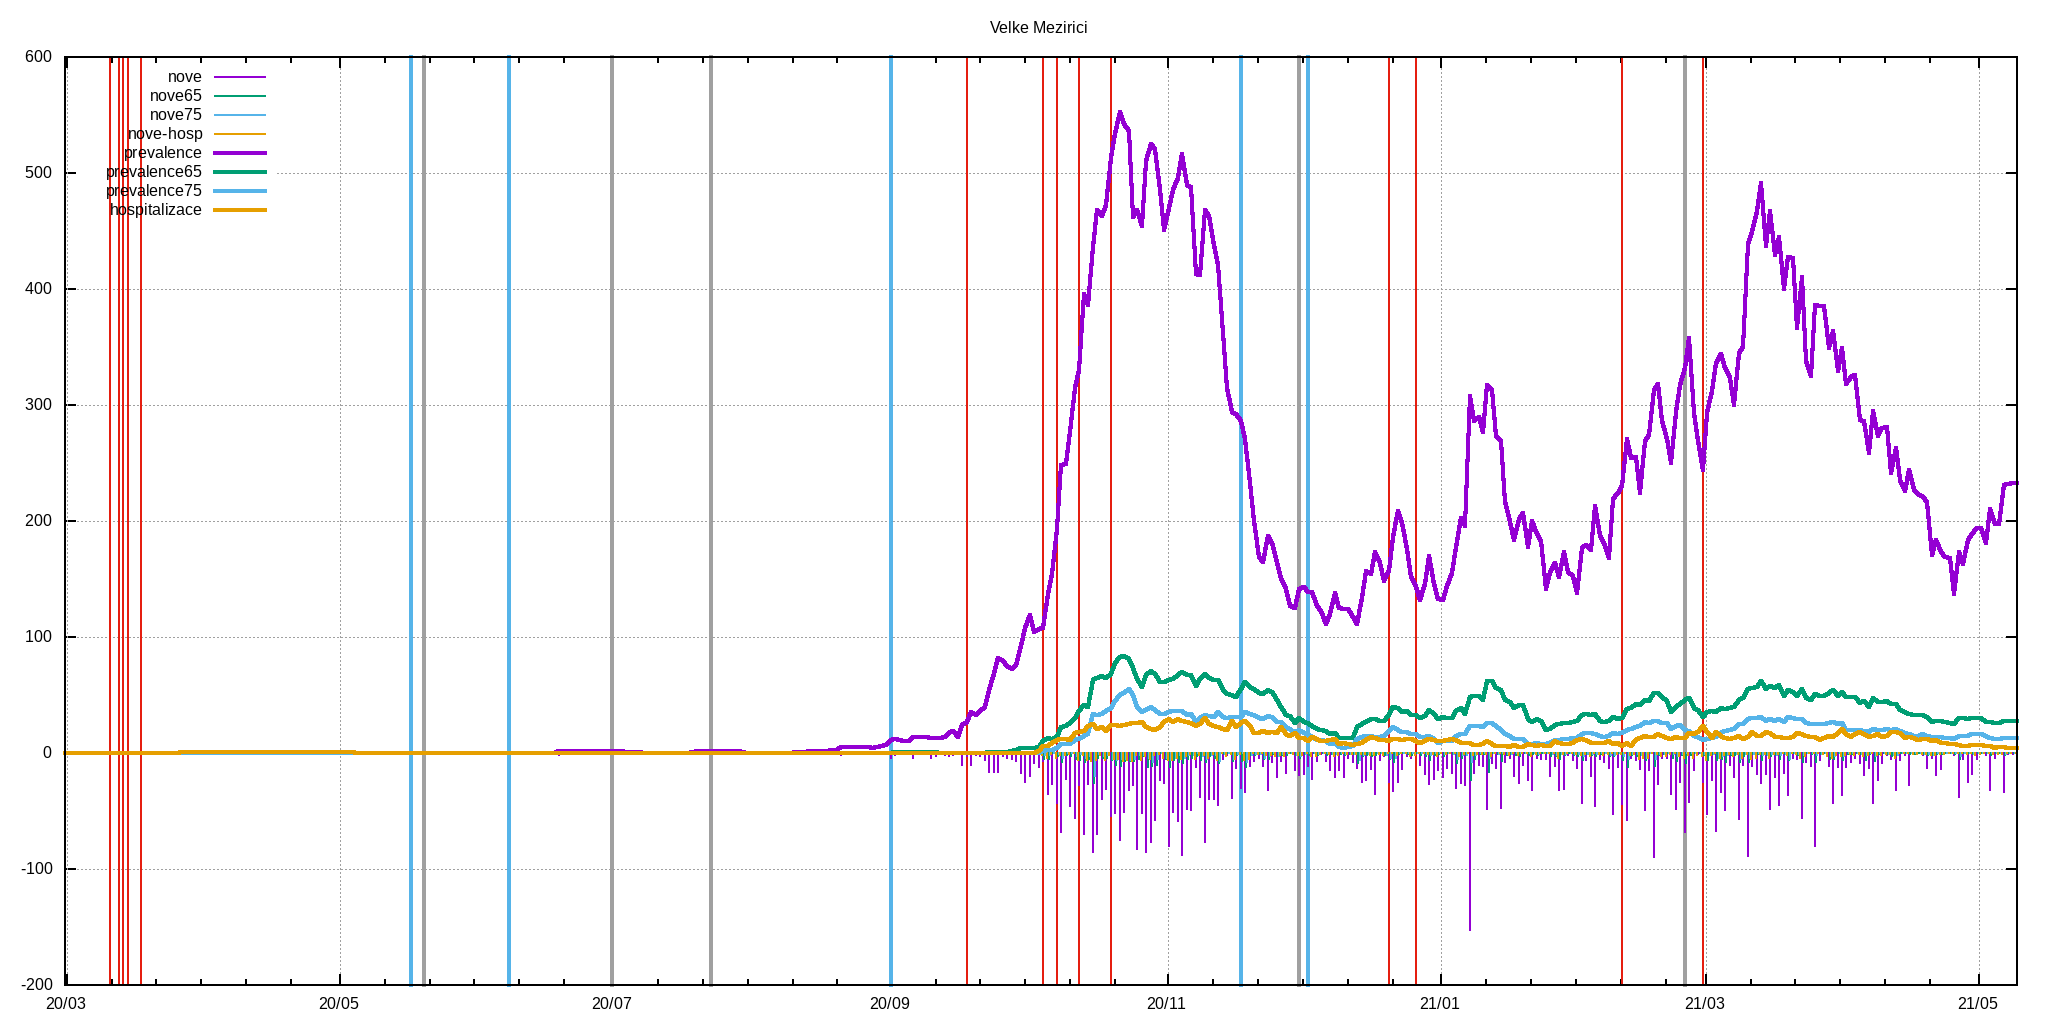 Velke Mezirici
600
500
400
300
200
100
0
-100
-200
nove
nove65
nove75
nove-hosp
prevalence
prevalence65
prevalence75
hospitalizace
20/03 20/05 20/07 20/09 20/11 21/01 21/03 21/05